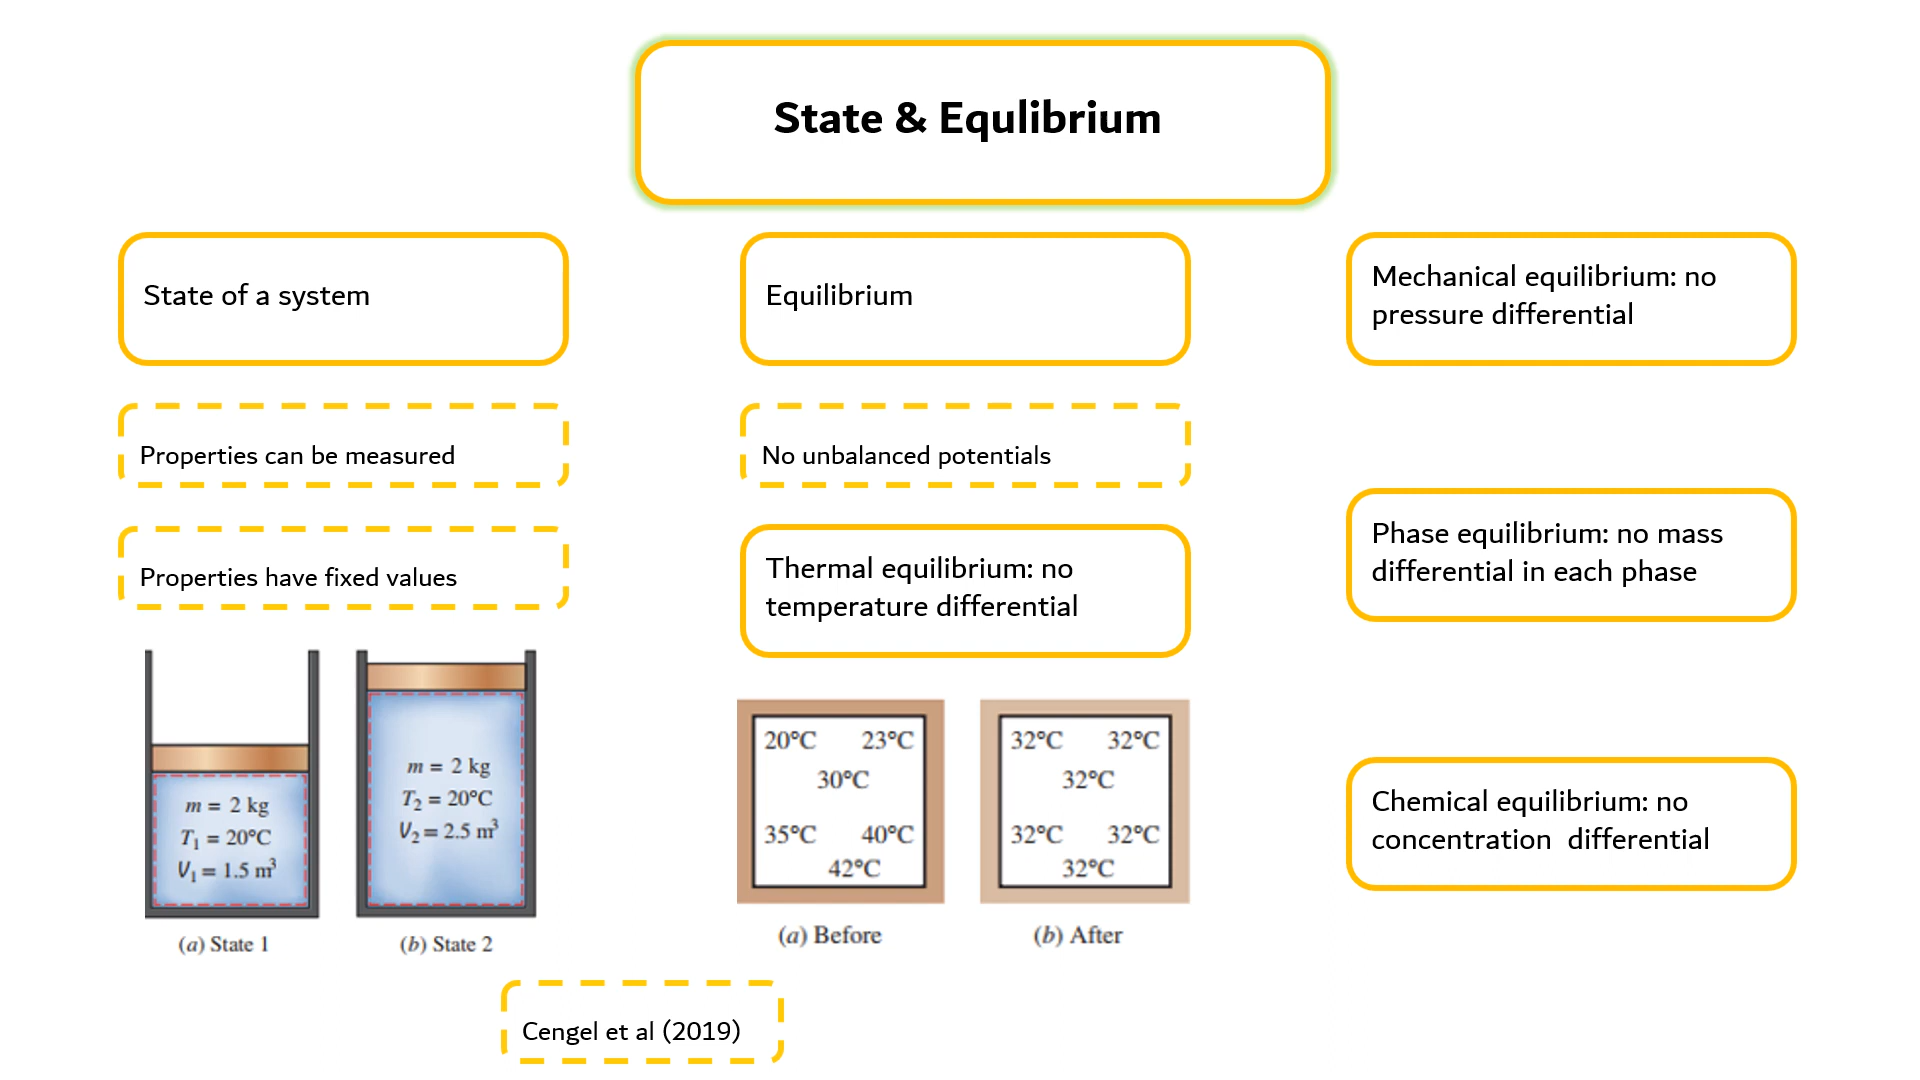 State & Equlibrium
State of a system
Properties can be measured
Properties have fixed values
m = 2 kg
T₁ = 20°C
V₁ = 1.5 m³
(a) State 1
m = 2 kg
T₂ = 20°C
V₂ = 2.5 m³
(b) State 2
Equilibrium
No unbalanced potentials
Thermal equilibrium: no
temperature differential
20°C 23°C
30°C
35°C 40°C
42°C
(a) Before
32°C 32°C
32°C
32°C 32°C
32°C
(b) After
Mechanical equilibrium: no
pressure differential
Phase equilibrium: no mass
differential in each phase
Chemical equilibrium: no
concentration  differential
Cengel et al (2019)